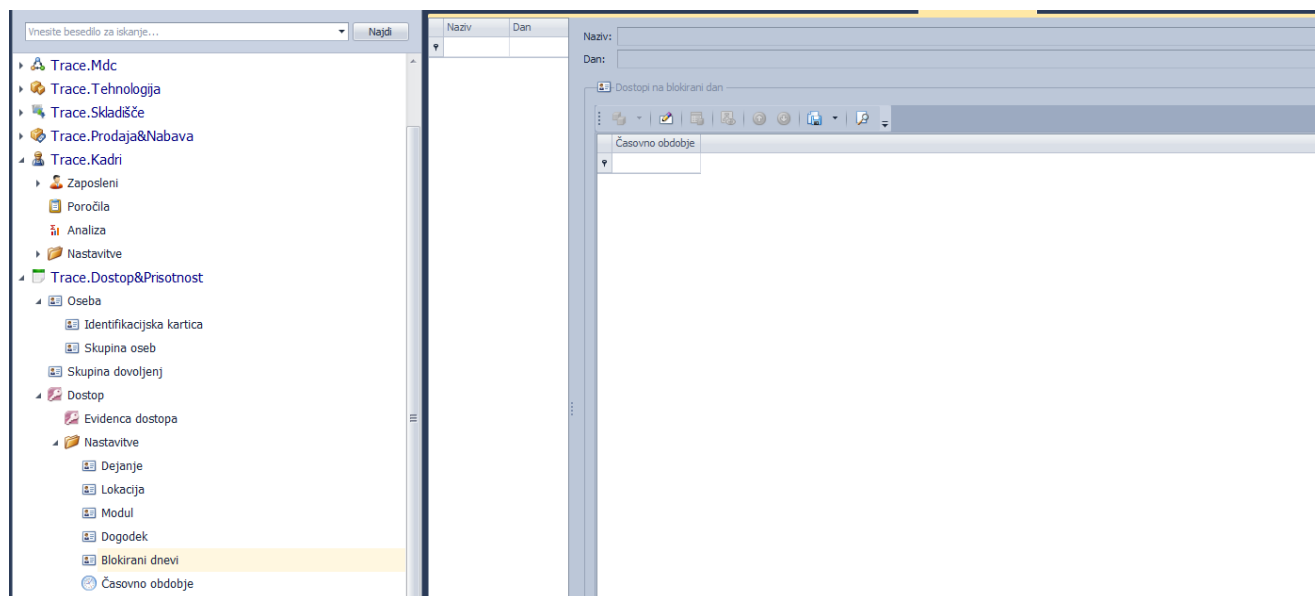 Vnesite besedilo za iskanje...
Najdi
Trace.Mdc
Trace.Tehnologija
Trace.Skladišče
Trace.Prodaja&Nabava
Trace.Kadri
Zaposleni
Poročila
Analiza
Nastavitve
Trace.Dostop&Prisotnost
Oseba
Identifikacijska kartica
Skupina oseb
Skupina dovoljenj
Dostop
Evidenca dostopa
Nastavitve
Dejanje
Lokacija
Modul
Dogodek
Blokirani dnevi
Časovno obdobje
Naziv Dan
Naziv:
Dan:
Dostopi na blokirani dan
Časovno obdobje